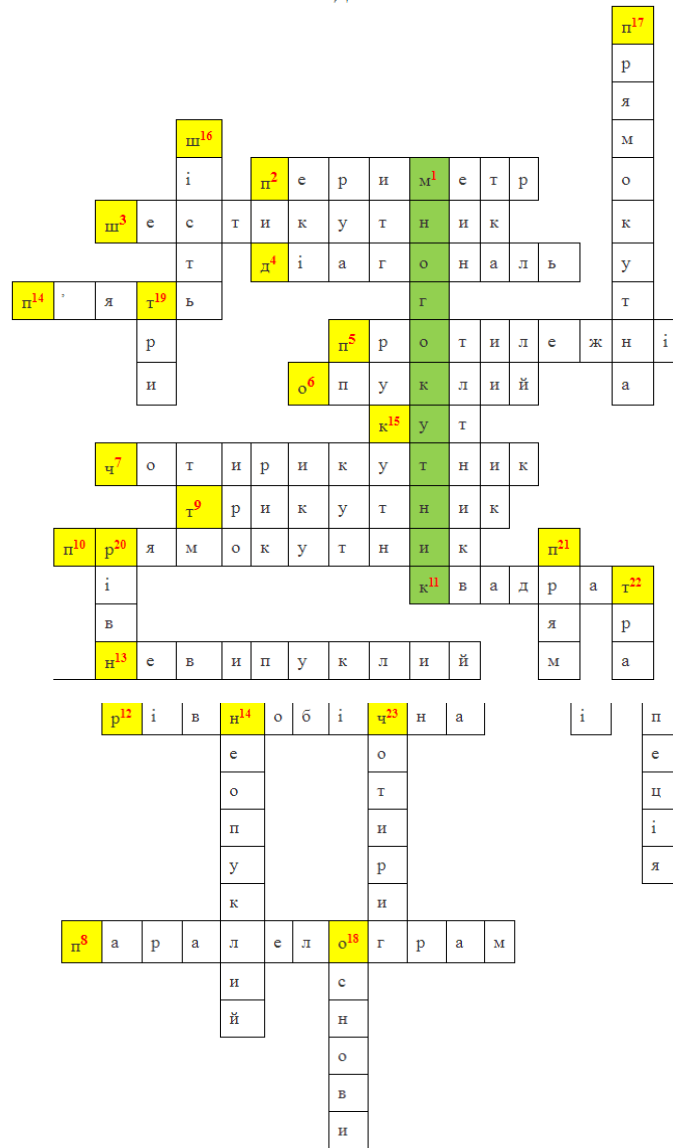 п17
р
я
ш16 м
і п2 е р и м1 е т р о
ш3 е с т и к у т н и к к
т д4 і а г о н а л ь у
п14 ' я т19 ь г т
р п5 р о т и л е ж н і
и о6 п у к л и й а
к15 у т
ч7 о т и р и к у т н и к
т9 р и к у т н и к
п10 р20 я м о к у т н и к п21
і к11 в а д р а т22
в я р
н13 е в и п у к л и й м а
р12 і в н14 о б і ч23 н а і п
е о е
о т ц
п и і
у р я
к и
п8 а р а л е л о18 г р а м
и с
й н
о
в
и